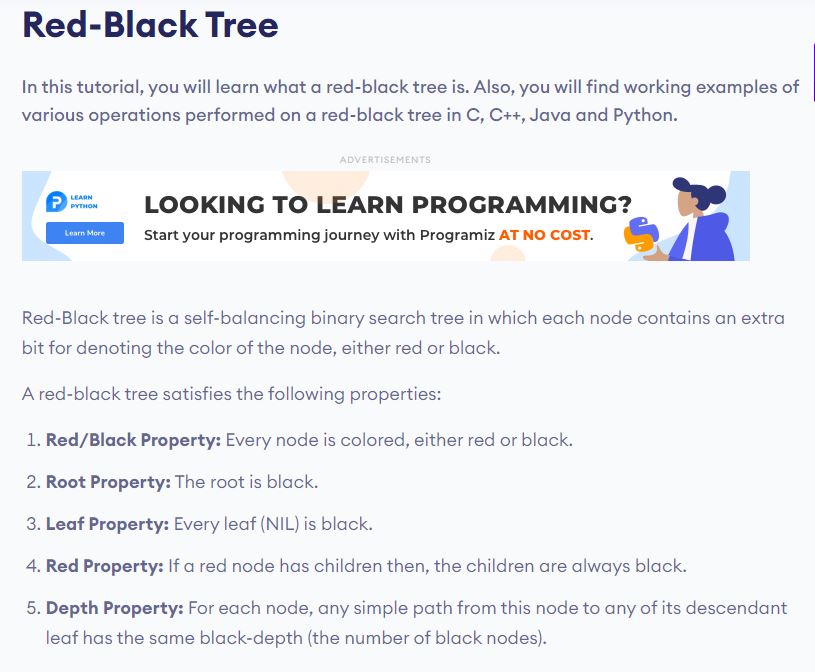 Red-Black Tree
In this tutorial, you will learn what a red-black tree is. Also, you will find working examples of
various operations performed on a red-black tree in C, C++, Java and Python.
ADVERTISEMENTS
LEARN
PYTHON
Learn More
LOOKING TO LEARN PROGRAMMING?
Start your programming journey with Programiz AT NO COST.
Red-Black tree is a self-balancing binary search tree in which each node contains an extra
bit for denoting the color of the node, either red or black.
A red-black tree satisfies the following properties:
1. Red/Black Property: Every node is colored, either red or black.
2. Root Property: The root is black.
3. Leaf Property: Every leaf (NIL) is black.
4. Red Property: If a red node has children then, the children are always black.
5. Depth Property: For each node, any simple path from this node to any of its descendant
leaf has the same black-depth (the number of black nodes).